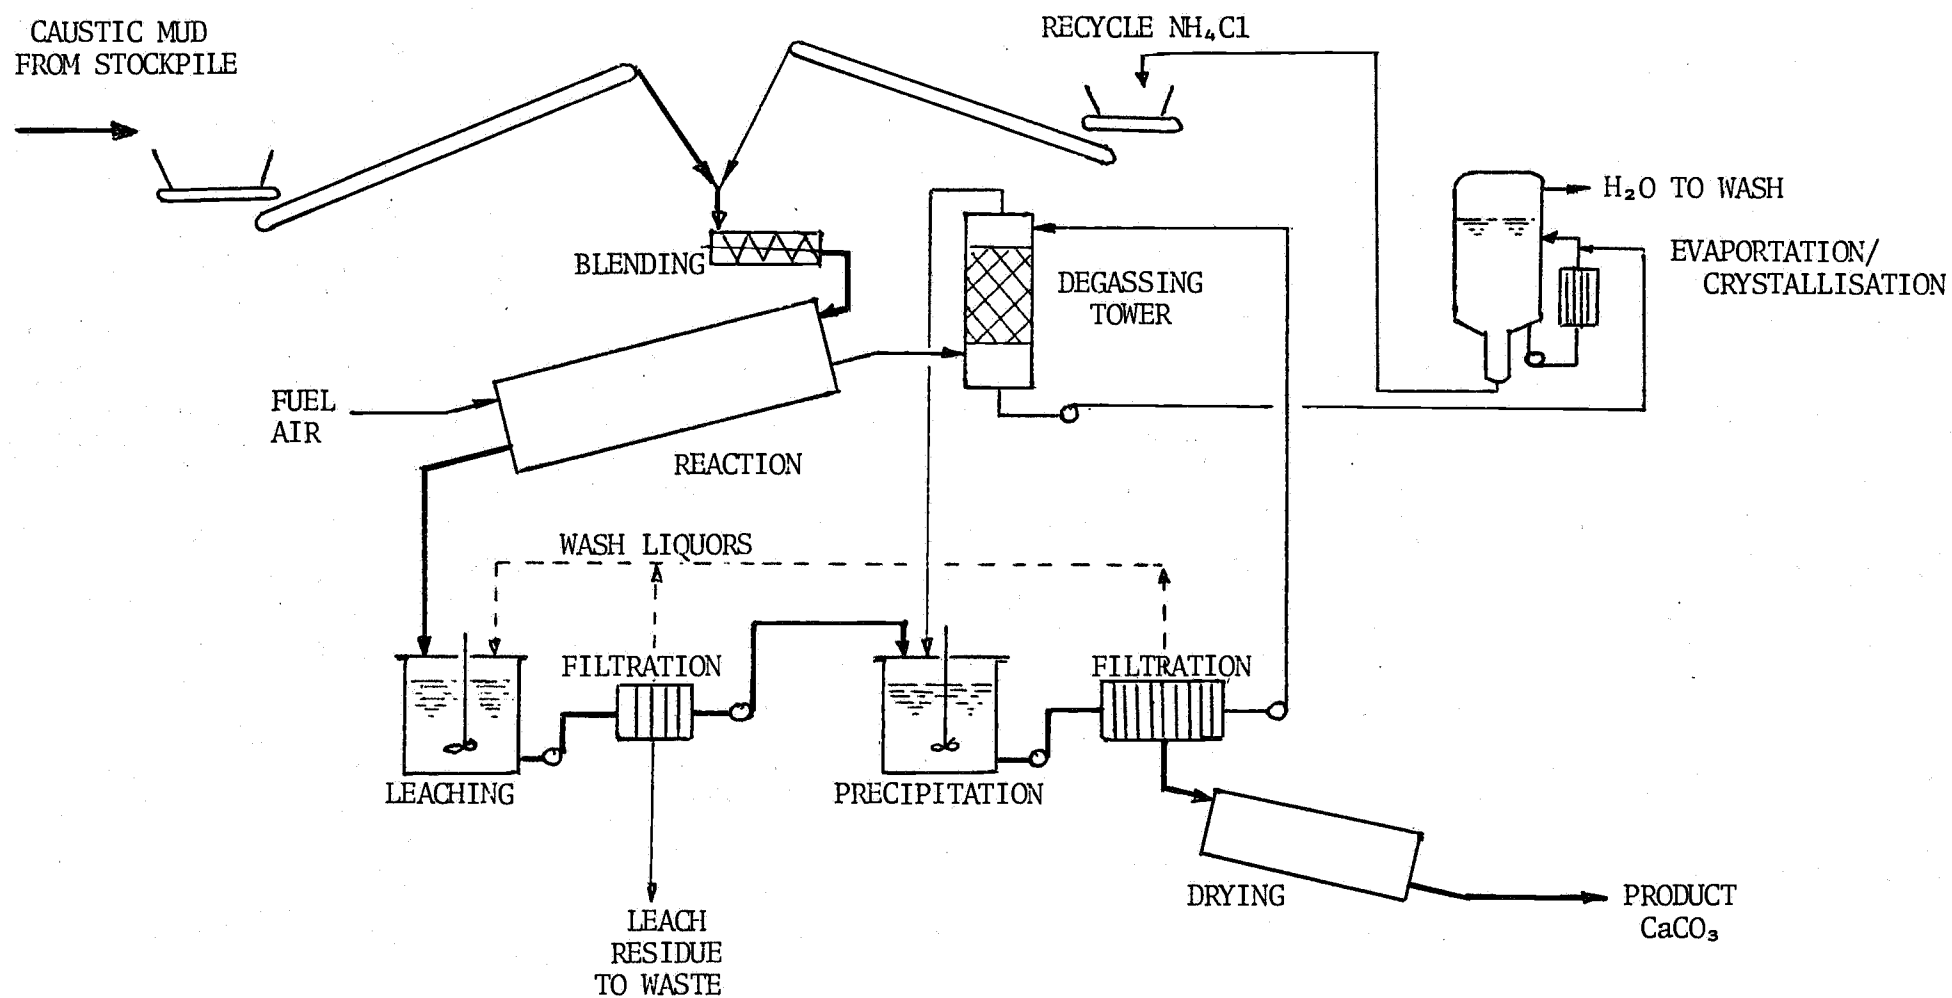 CAUSTIC MUD
FROM STOCKPILE
RECYCLE NH₄Cl
H₂O TO WASH
EVAPORTATION/
CRYSTALLISATION
BLENDING
DEGASSING
TOWER
FUEL
AIR
REACTION
WASH LIQUORS
FILTRATION
FILTRATION
LEACHING
PRECIPITATION
DRYING
PRODUCT
CaCO₃
LEACH
RESIDUE
TO WASTE